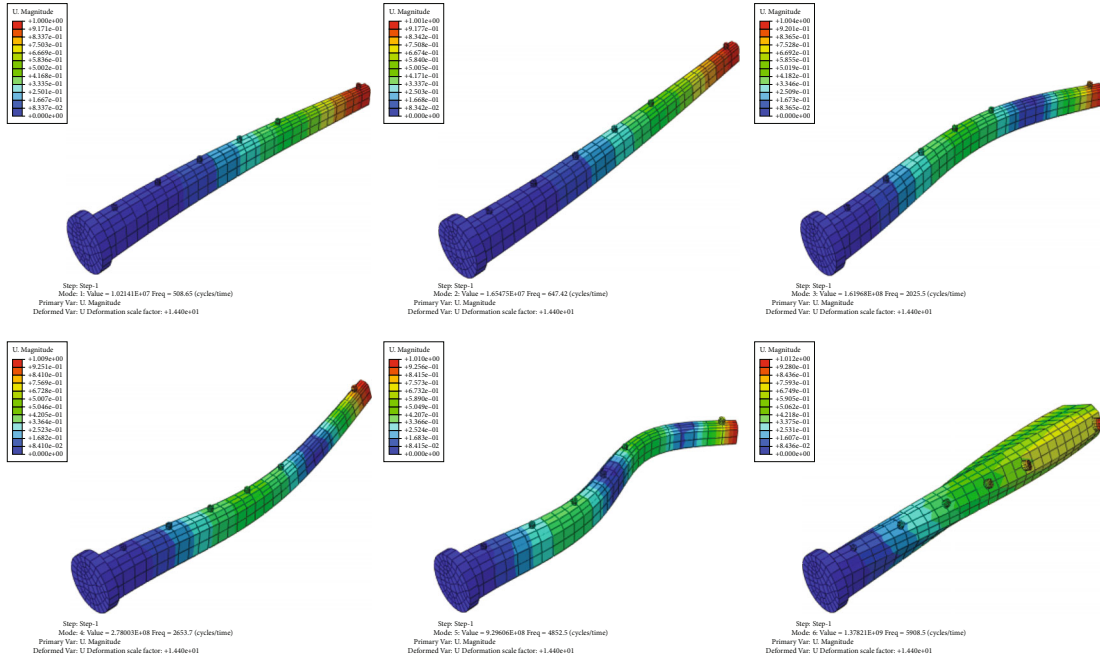 U. Magnitude
+1.000e+00
+9.171e−01
+8.337e−01
+7.503e−01
+6.669e−01
+5.836e−01
+5.002e−01
+4.168e−01
+3.335e−01
+2.501e−01
+1.667e−01
+8.337e−02
+0.000e+00
Step: Step-1
Mode: 1: Value = 1.02141E+07 Freq = 508.65 (cycles/time)
Primary Var: U. Magnitude
Deformed Var: U Deformation scale factor: +1.440e+01
U. Magnitude
+1.001e+00
+9.177e−01
+8.342e−01
+7.508e−01
+6.674e−01
+5.840e−01
+5.005e−01
+4.171e−01
+3.337e−01
+2.503e−01
+1.668e−01
+8.342e−02
+0.000e+00
Step: Step-1
Mode: 2: Value = 1.65475E+07 Freq = 647.42 (cycles/time)
Primary Var: U. Magnitude
Deformed Var: U Deformation scale factor: +1.440e+01
U. Magnitude
+1.004e+00
+9.201e−01
+8.365e−01
+7.528e−01
+6.692e−01
+5.855e−01
+5.019e−01
+4.182e−01
+3.346e−01
+2.509e−01
+1.673e−01
+8.365e−02
+0.000e+00
Step: Step-1
Mode: 3: Value = 1.61968E+08 Freq = 2025.5 (cycles/time)
Primary Var: U. Magnitude
Deformed Var: U Deformation scale factor: +1.440e+01
U. Magnitude
+1.009e+00
+9.251e−01
+8.410e−01
+7.569e−01
+6.728e−01
+5.007e−01
+5.046e−01
+4.205e−01
+3.364e−01
+2.523e−01
+1.682e−01
+8.410e−02
+0.000e+00
Step: Step-1
Mode: 4: Value = 2.78003E+08 Freq = 2653.7 (cycles/time)
Primary Var: U. Magnitude
Deformed Var: U Deformation scale factor: +1.440e+01
U. Magnitude
+1.010e+00
+9.256e−01
+8.415e−01
+7.573e−01
+6.732e−01
+5.890e−01
+5.049e−01
+4.207e−01
+3.366e−01
+2.524e−01
+1.683e−01
+8.415e−02
+0.000e+00
Step: Step-1
Mode: 5: Value = 9.29606E+08 Freq = 4852.5 (cycles/time)
Primary Var: U. Magnitude
Deformed Var: U Deformation scale factor: +1.440e+01
U. Magnitude
+1.012e+00
+9.280e−01
+8.436e−01
+7.593e−01
+6.749e−01
+5.905e−01
+5.062e−01
+4.218e−01
+3.375e−01
+2.531e−01
+1.607e−01
+8.436e−02
+0.000e+00
Step: Step-1
Mode: 6: Value = 1.37821E+09 Freq = 5908.5 (cycles/time)
Primary Var: U. Magnitude
Deformed Var: U Deformation scale factor: +1.440e+01